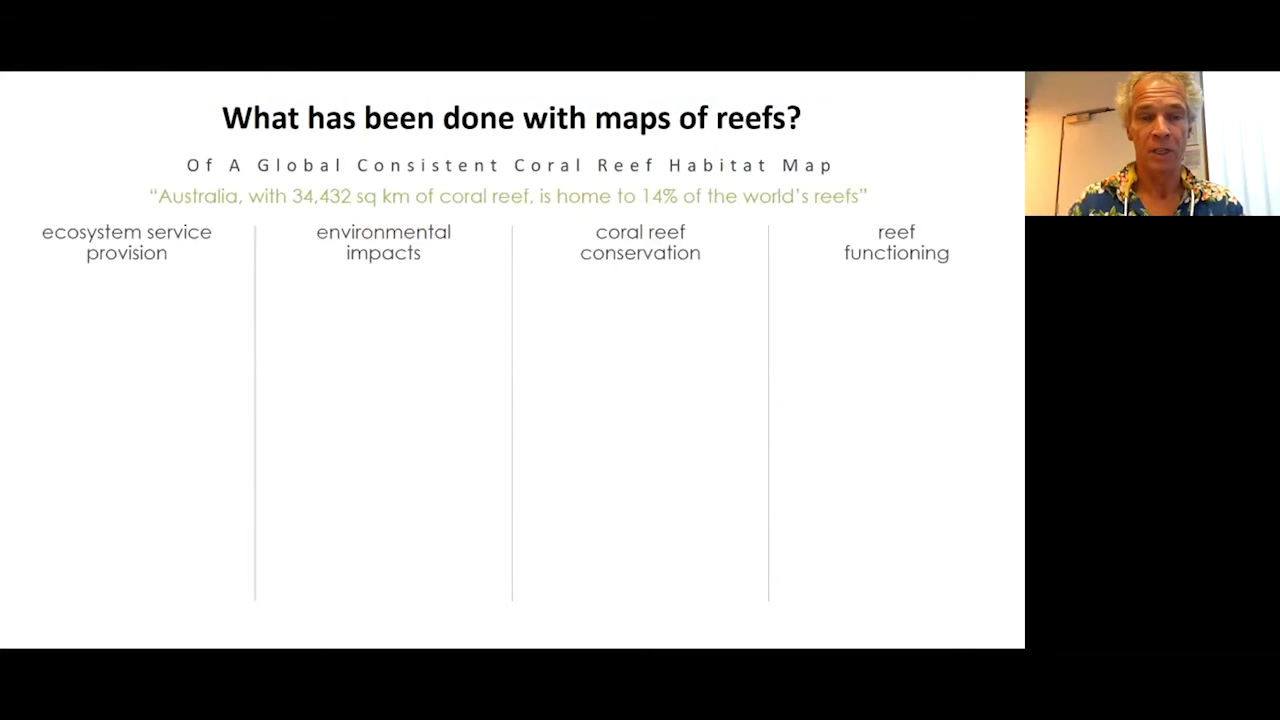 What has been done with maps of reefs?
Of A Global Consistent Coral Reef Habitat Map
“Australia, with 34,432 sq km of coral reef, is home to 14% of the world’s reefs”
ecosystem service
provision
environmental
impacts
coral reef
conservation
reef
functioning